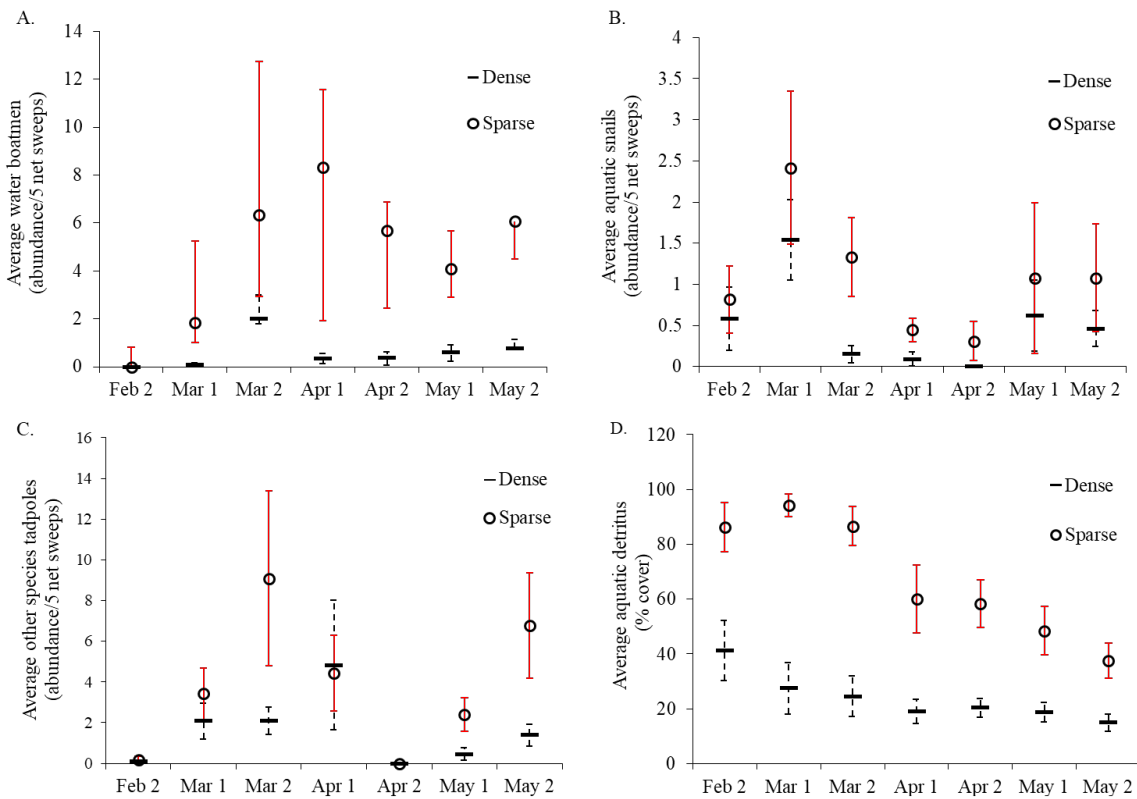 A.
Average water boatmen
(abundance/5 net sweeps)
14
12
10
8
6
4
2
0
Dense
Sparse
Feb 2 Mar 1 Mar 2 Apr 1 Apr 2 May 1 May 2
B.
Average aquatic snails
(abundance/5 net sweeps)
4
3.5
3
2.5
2
1.5
1
0.5
0
Dense
Sparse
Feb 2 Mar 1 Mar 2 Apr 1 Apr 2 May 1 May 2
C.
Average other species tadpoles
(abundance/5 net sweeps)
16
14
12
10
8
6
4
2
0
Dense
Sparse
Feb 2 Mar 1 Mar 2 Apr 1 Apr 2 May 1 May 2
D.
Average aquatic detritus
(% cover)
120
100
80
60
40
20
0
Dense
Sparse
Feb 2 Mar 1 Mar 2 Apr 1 Apr 2 May 1 May 2